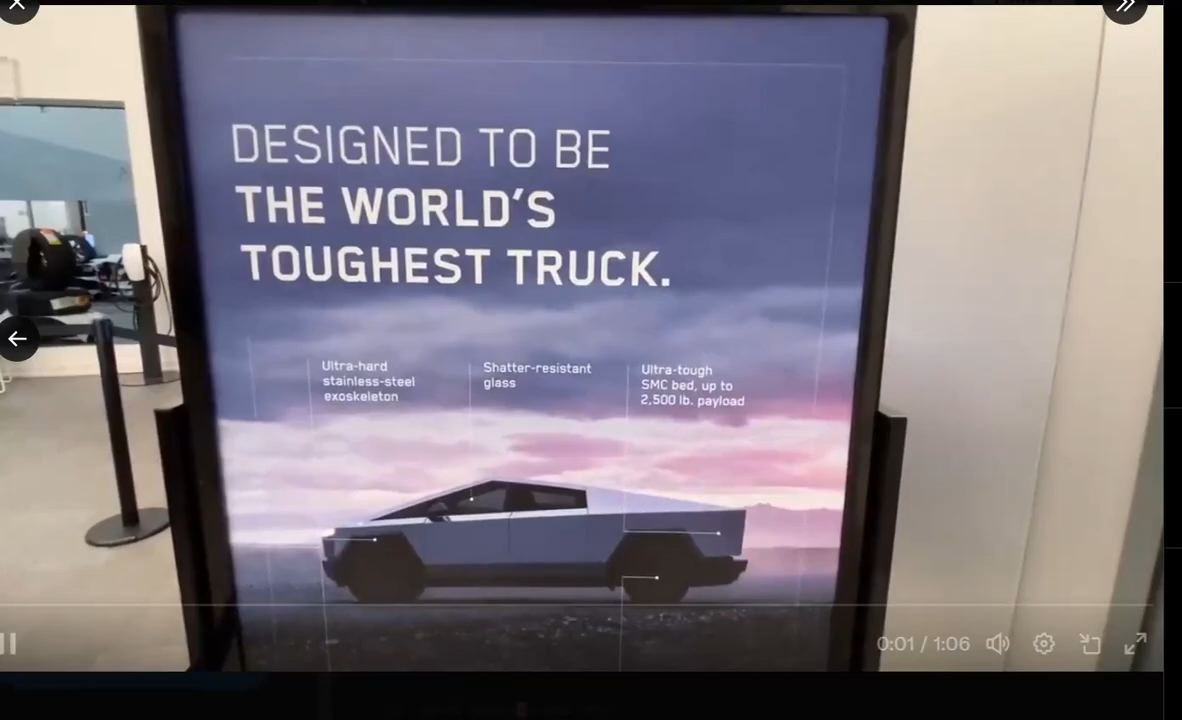 DESIGNED TO BE
THE WORLD'S
TOUGHEST TRUCK.
Ultra-hard
stainless-steel
exoskeleton
Shatter-resistant
glass
Ultra-tough
SMC bed, up to
2,500 lb. payload
0:01 / 1:06